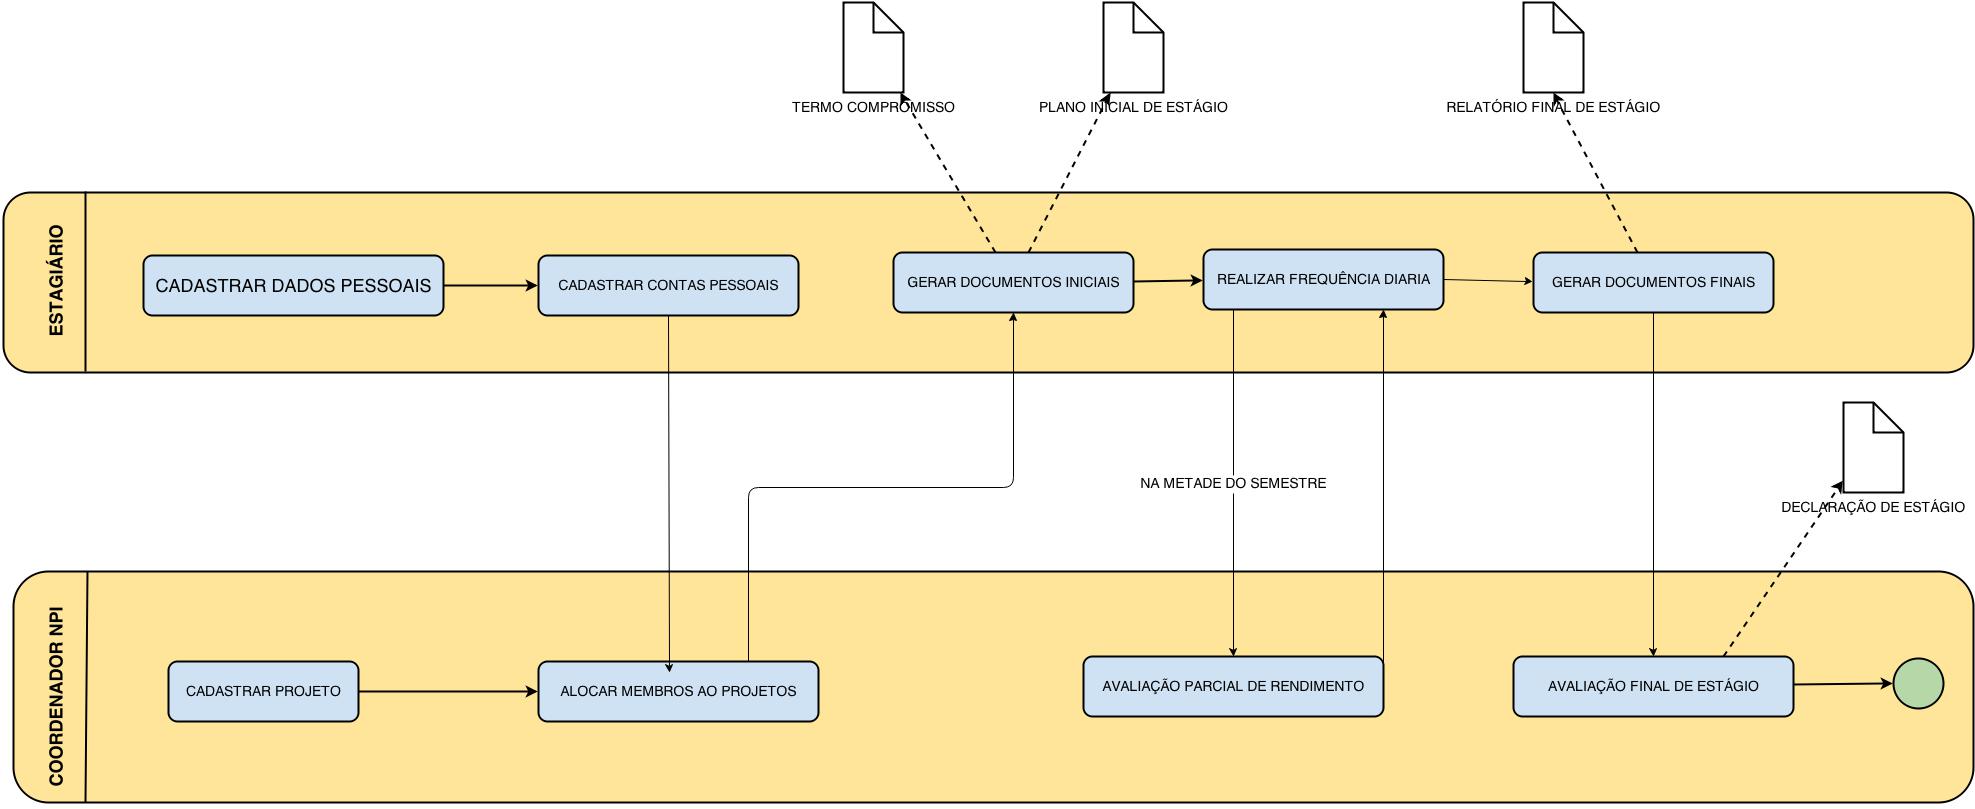 TERMO COMPROMISSO
PLANO INICIAL DE ESTÁGIO
RELATÓRIO FINAL DE ESTÁGIO
ESTAGIÁRIO
CADASTRAR DADOS PESSOAIS
CADASTRAR CONTAS PESSOAIS
GERAR DOCUMENTOS INICIAIS
REALIZAR FREQUÊNCIA DIARIA
GERAR DOCUMENTOS FINAIS
NA METADE DO SEMESTRE
DECLARAÇÃO DE ESTÁGIO
COORDENADOR NPI
CADASTRAR PROJETO
ALOCAR MEMBROS AO PROJETOS
AVALIAÇÃO PARCIAL DE RENDIMENTO
AVALIAÇÃO FINAL DE ESTÁGIO